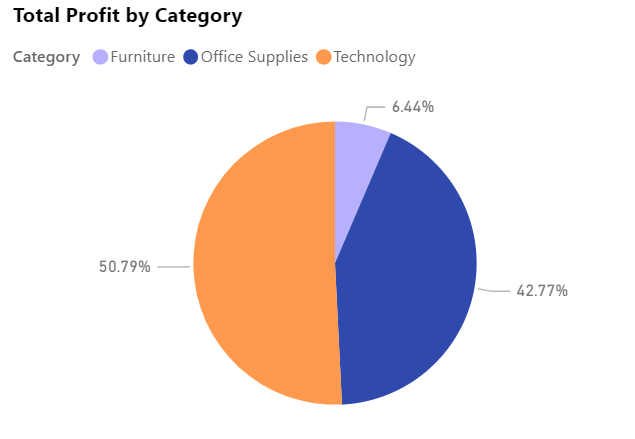 Total Profit by Category
Category Furniture Office Supplies Technology
6.44%
50.79%
42.77%